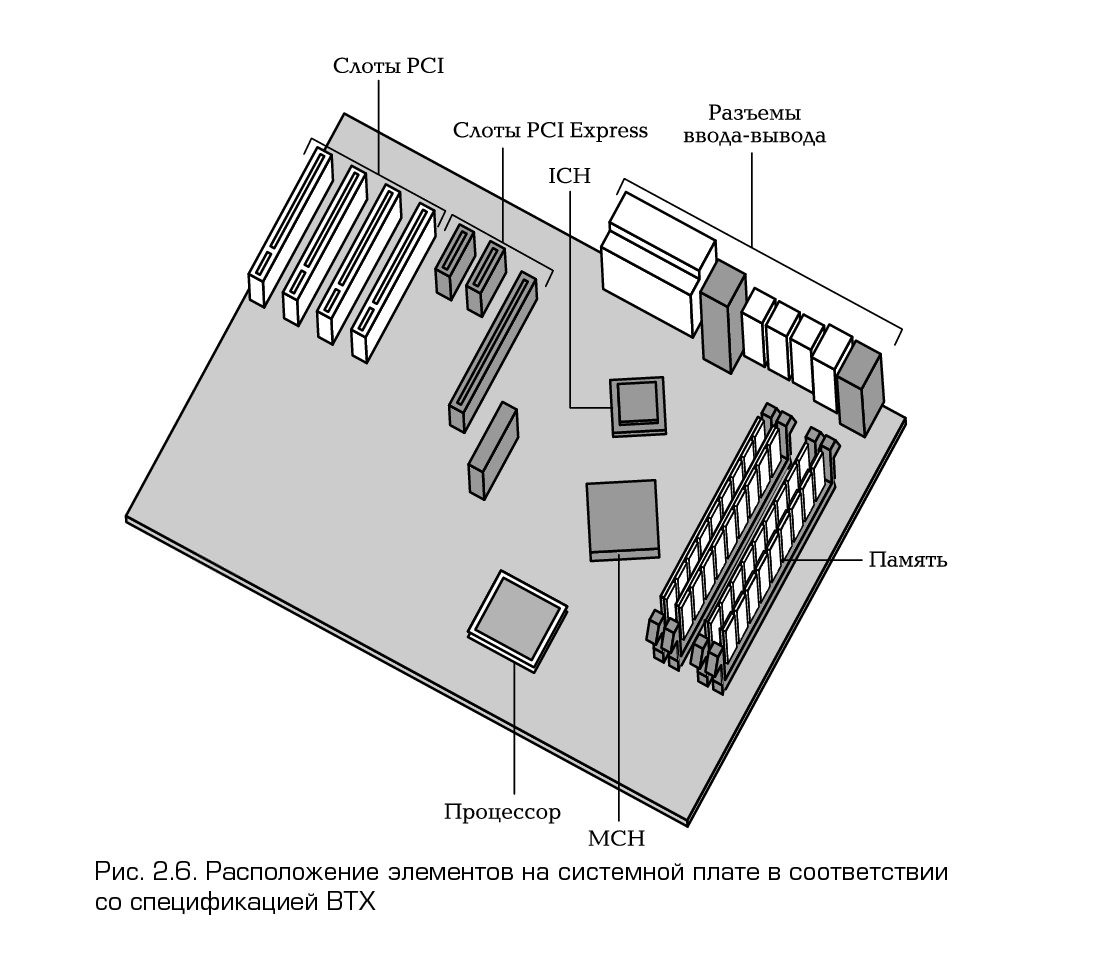 Слоты PCI
Слоты PCI Express
Разъемы
ввода-вывода
ICH
Память
Процессор
MCH
Рис. 2.6. Расположение элементов на системной плате в соответствии
со спецификацией BTX